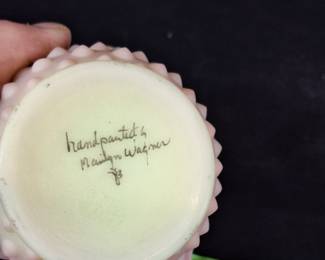 handpainted by
Marilyn Wagner